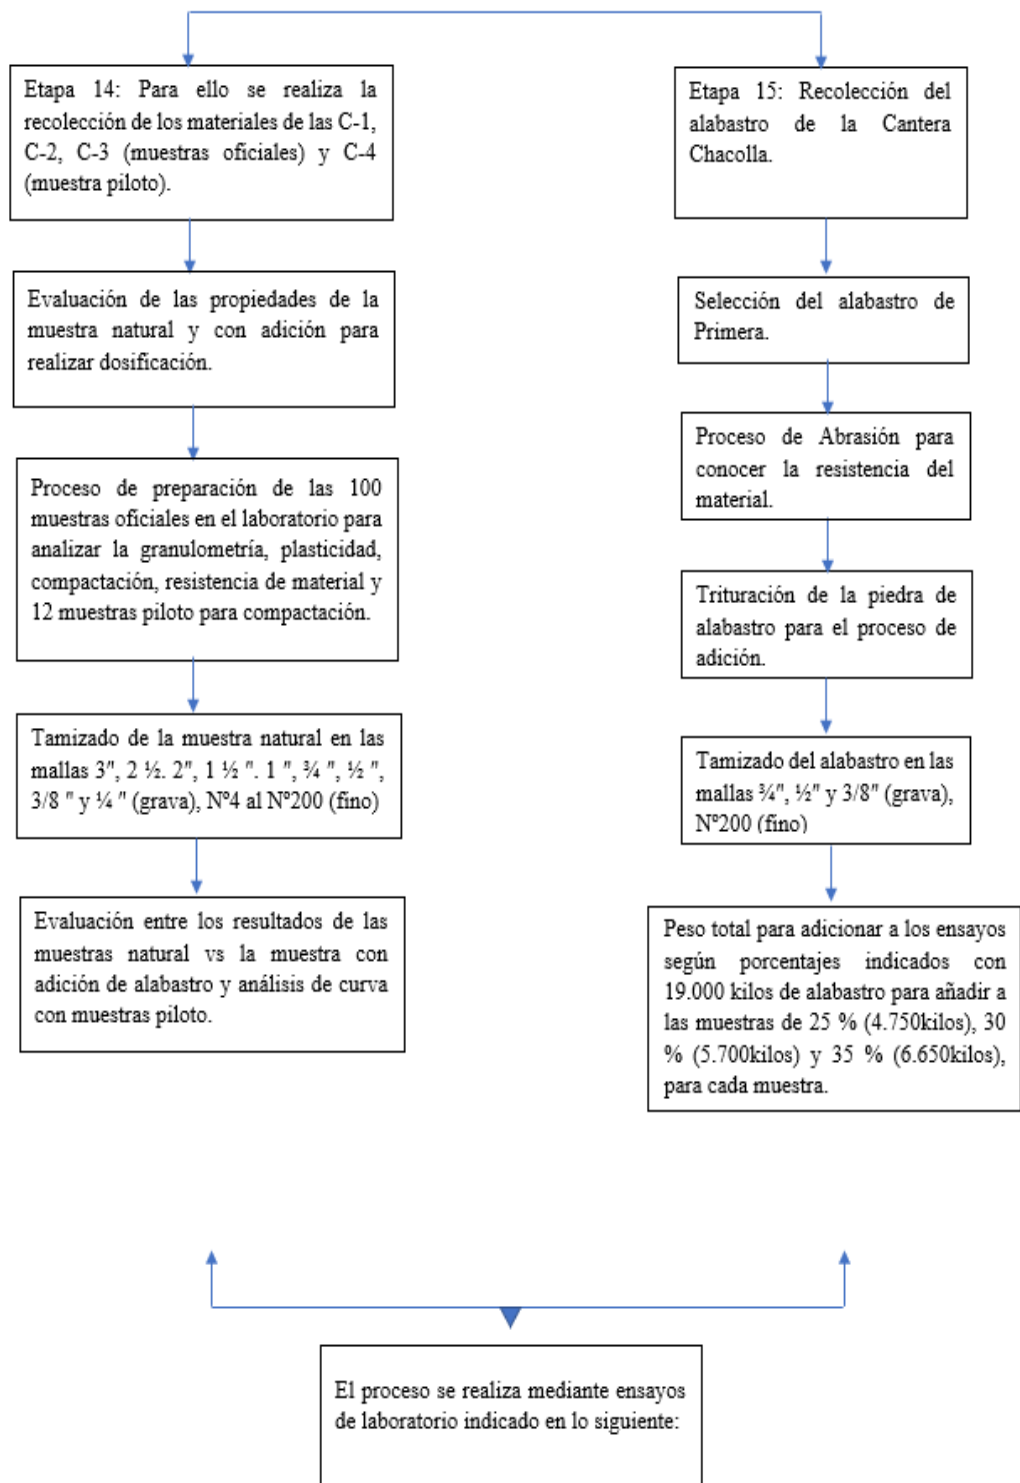 Etapa 14: Para ello se realiza la
recolección de los materiales de las C-1,
C-2, C-3 (muestras oficiales) y C-4
(muestra piloto).
Evaluación de las propiedades de la
muestra natural y con adición para
realizar dosificación.
Proceso de preparación de las 100
muestras oficiales en el laboratorio para
analizar la granulometría, plasticidad,
compactación, resistencia de material y
12 muestras piloto para compactación.
Tamizado de la muestra natural en las
mallas 3", 2 ½. 2", 1 ½ ". 1 ", ¾ ", ½ ",
3/8 " y ¼ " (grava), Nº4 al Nº200 (fino)
Evaluación entre los resultados de las
muestras natural vs la muestra con
adición de alabastro y análisis de curva
con muestras piloto.
Etapa 15: Recolección del
alabastro de la Cantera
Chacolla.
Selección del alabastro de
Primera.
Proceso de Abrasión para
conocer la resistencia del
material.
Trituración de la piedra de
alabastro para el proceso de
adición.
Tamizado del alabastro en las
mallas ¾", ½" y 3/8" (grava),
Nº200 (fino)
Peso total para adicionar a los ensayos
según porcentajes indicados con
19.000 kilos de alabastro para añadir a
las muestras de 25 % (4.750kilos), 30
% (5.700kilos) y 35 % (6.650kilos),
para cada muestra.
El proceso se realiza mediante ensayos
de laboratorio indicado en lo siguiente: